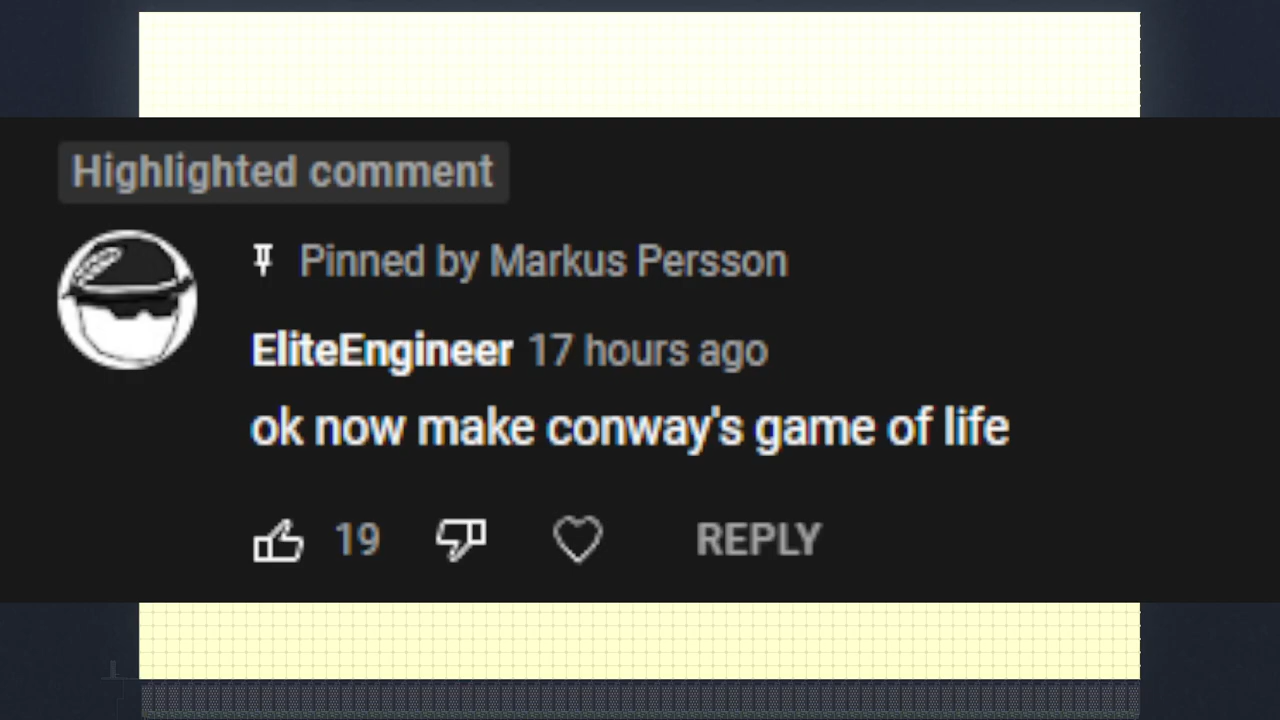 Highlighted comment
Pinned by Markus Persson
EliteEngineer 17 hours ago
ok now make conway's game of life
19 REPLY